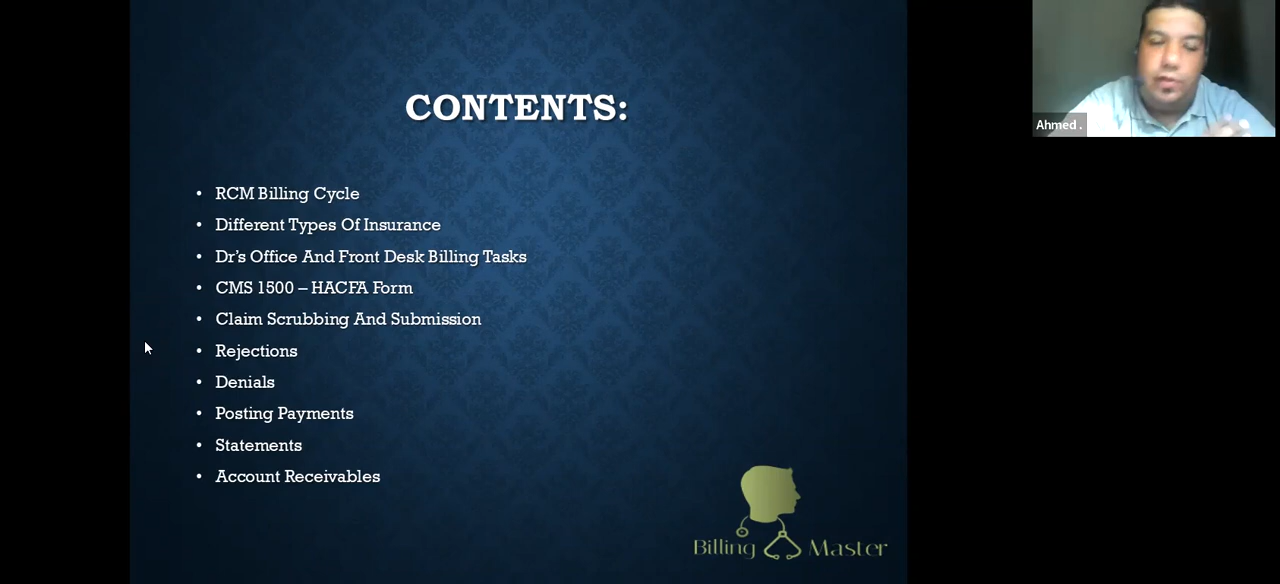 CONTENTS:
• RCM Billing Cycle
• Different Types Of Insurance
• Dr's Office And Front Desk Billing Tasks
• CMS 1500 – HACFA Form
• Claim Scrubbing And Submission
• Rejections
• Denials
• Posting Payments
• Statements
• Account Receivables
Billing Master
Ahmed .